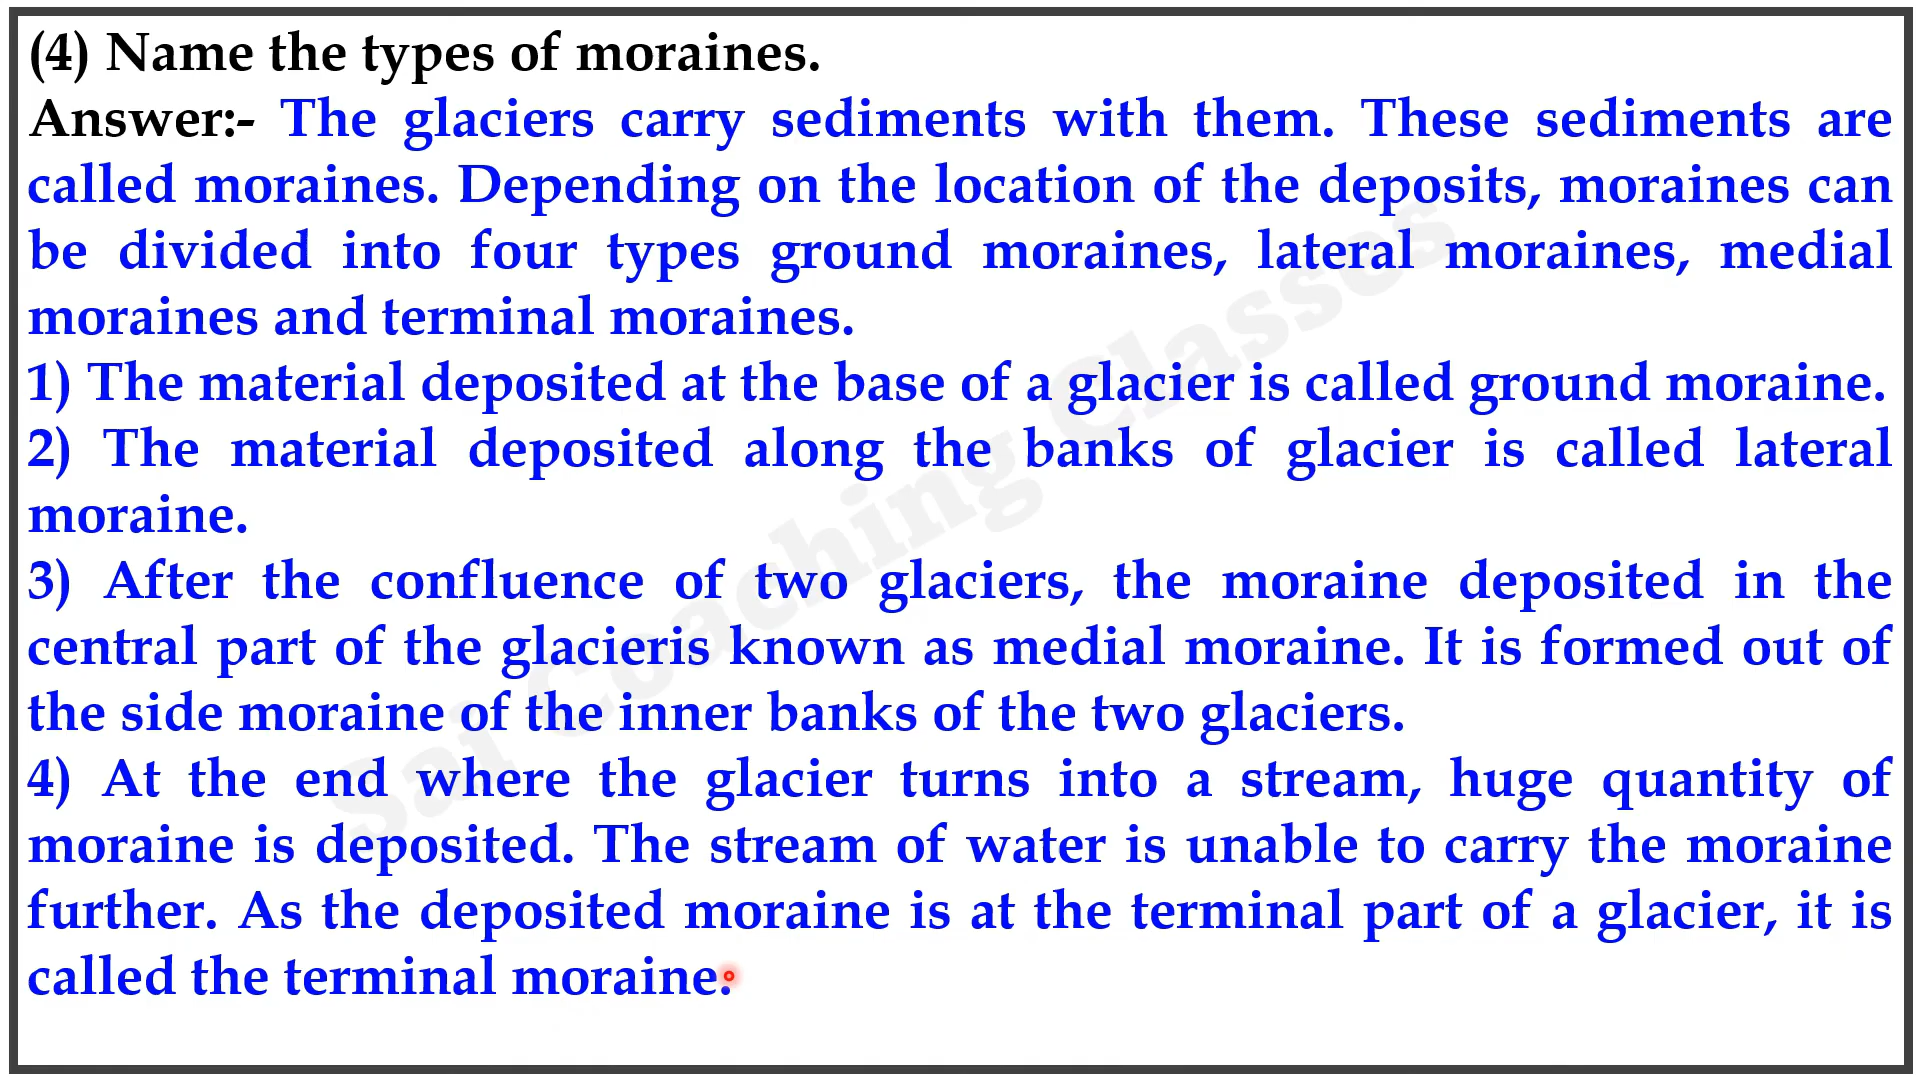 (4) Name the types of moraines.
Answer:- The glaciers carry sediments with them. These sediments are
called moraines. Depending on the location of the deposits, moraines can
be divided into four types ground moraines, lateral moraines, medial
moraines and terminal moraines.
1) The material deposited at the base of a glacier is called ground moraine.
2) The material deposited along the banks of glacier is called lateral
moraine.
3) After the confluence of two glaciers, the moraine deposited in the
central part of the glacieris known as medial moraine. It is formed out of
the side moraine of the inner banks of the two glaciers.
4) At the end where the glacier turns into a stream, huge quantity of
moraine is deposited. The stream of water is unable to carry the moraine
further. As the deposited moraine is at the terminal part of a glacier, it is
called the terminal moraine.
Sai Coaching Classes